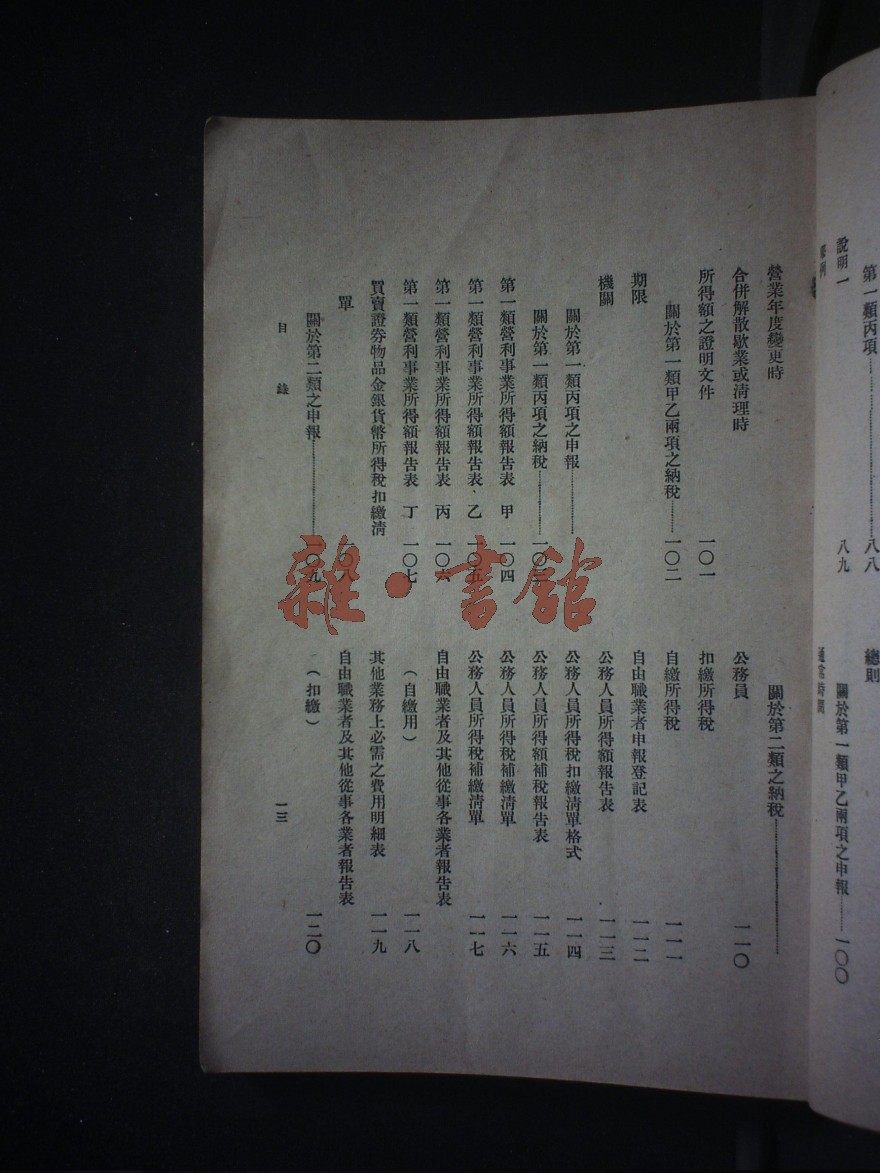 第一類丙項……八八
說明一 八九
總則
關於第一類甲乙兩項之申報……一〇〇
營業年度變更時
合併解散歇業或清理時
所得額之證明文件 一〇一
關於第一類甲乙兩項之納稅……一〇二
期限
機關
關於第一類丙項之申報
關於第一類丙項之納稅……一〇三
第一類營利事業所得額報告表 甲 一〇四
第一類營利事業所得額報告表 乙 一〇五
第一類營利事業所得額報告表 丙 一〇六
第一類營利事業所得額報告表 丁 一〇七
買賣證券物品金銀貨幣所得稅扣繳清
單 一〇八
關於第二類之申報……一〇九
關於第二類之納稅……
公務員 一一〇
扣繳所得稅
自繳所得稅 一一一
自由職業者申報登記表 一一二
公務人員所得額報告表 一一三
公務人員所得稅扣繳清單格式 一一四
公務人員所得額補稅報告表 一一五
公務人員所得稅補繳清單 一一六
公務人員所得稅補繳清單 一一七
自由職業者及其他從事各業者報告表
（自繳用） 一一八
其他業務上必需之費用明細表 一一九
自由職業者及其他從事各業者報告表
（扣繳） 一二〇
目錄
一三
雜·書館